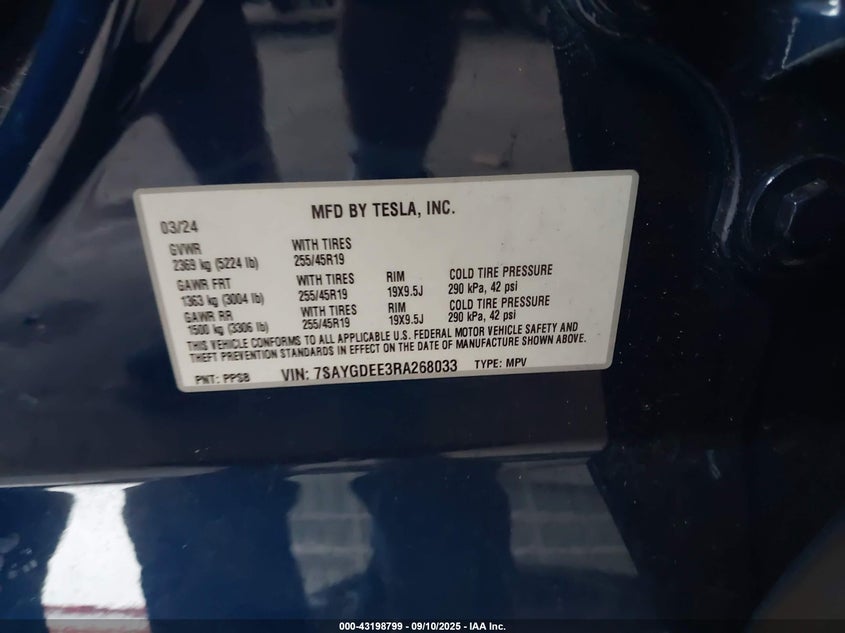 MFD BY TESLA, INC.
03/24
GVWR WITH TIRES
2369 kg (5224 lb) 255/45R19
GAWR FRT WITH TIRES RIM COLD TIRE PRESSURE
1363 kg (3004 lb) 255/45R19 19X9.5J 290 kPa, 42 psi
GAWR RR WITH TIRES RIM COLD TIRE PRESSURE
1500 kg (3306 lb) 255/45R19 19X9.5J 290 kPa, 42 psi
THIS VEHICLE CONFORMS TO ALL APPLICABLE U.S. FEDERAL MOTOR VEHICLE SAFETY AND
THEFT PREVENTION STANDARDS IN EFFECT ON THE DATE OF MANUFACTURE SHOWN ABOVE.
PNT: PPSB VIN: 7SAYGDEE3RA268033 TYPE: MPV
000-43198799 - 09/10/2025 - IAA Inc.